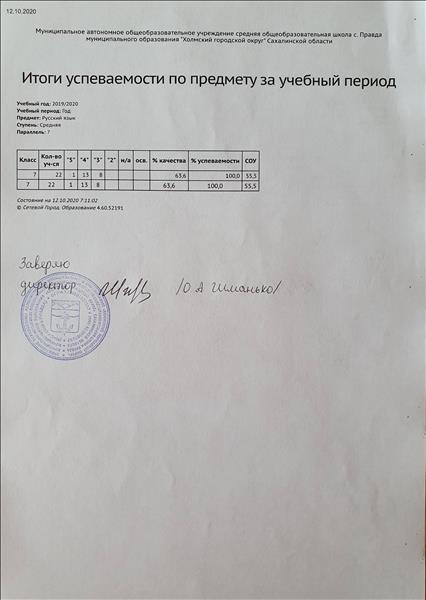 12.10.2020
Муниципальное автономное общеобразовательное учреждение средняя общеобразовательная школа с. Правда
муниципального образования "Холмский городской округ" Сахалинской области
Итоги успеваемости по предмету за учебный период
Учебный год: 2019/2020
Учебный период: Год
Предмет: Русский язык
Ступень: Средняя
Параллель: 7
Класс Кол-во уч-ся "5" "4" "3" "2" н/а осв. % качества % успеваемости СОУ
7 22 1 13 8 63,6 100,0 55,5
7 22 1 13 8 63,6 100,0 55,5
Состояние на 12.10.2020 7:11:02
© Сетевой Город. Образование 4.60.52191
Заверяю
директор /Ю А Шманько/